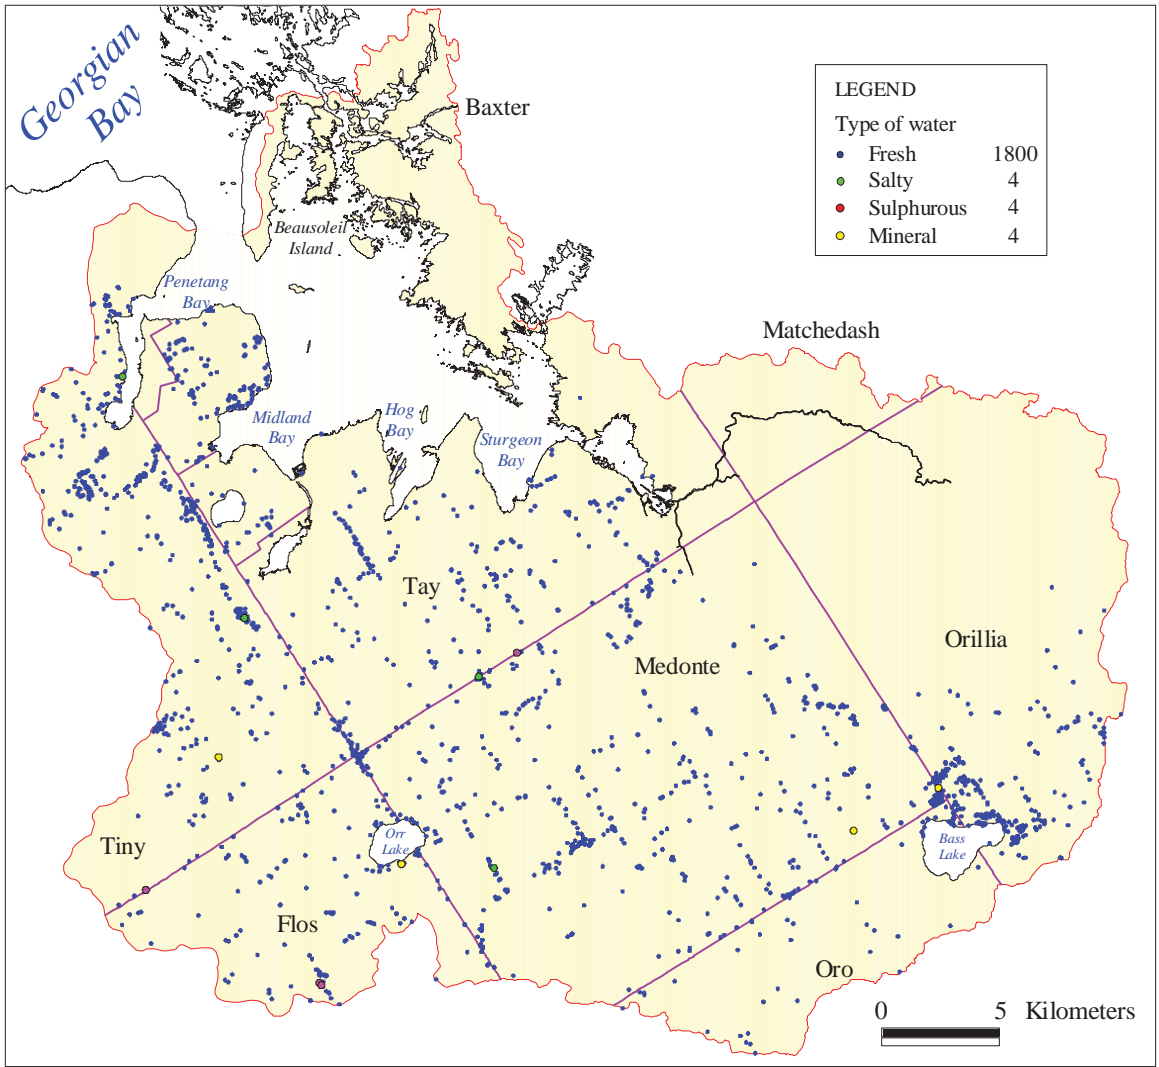 Georgian
Bay
Baxter
LEGEND
Type of water
Fresh 1800
Salty 4
Sulphurous 4
Mineral 4
Beausoleil
Island
Penetang
Bay
Matchedash
Midland
Bay
Hog
Bay
Sturgeon
Bay
Tay
Orillia
Medonte
Tiny
Orr
Lake
Bass
Lake
Flos
Oro
0 5 Kilometers